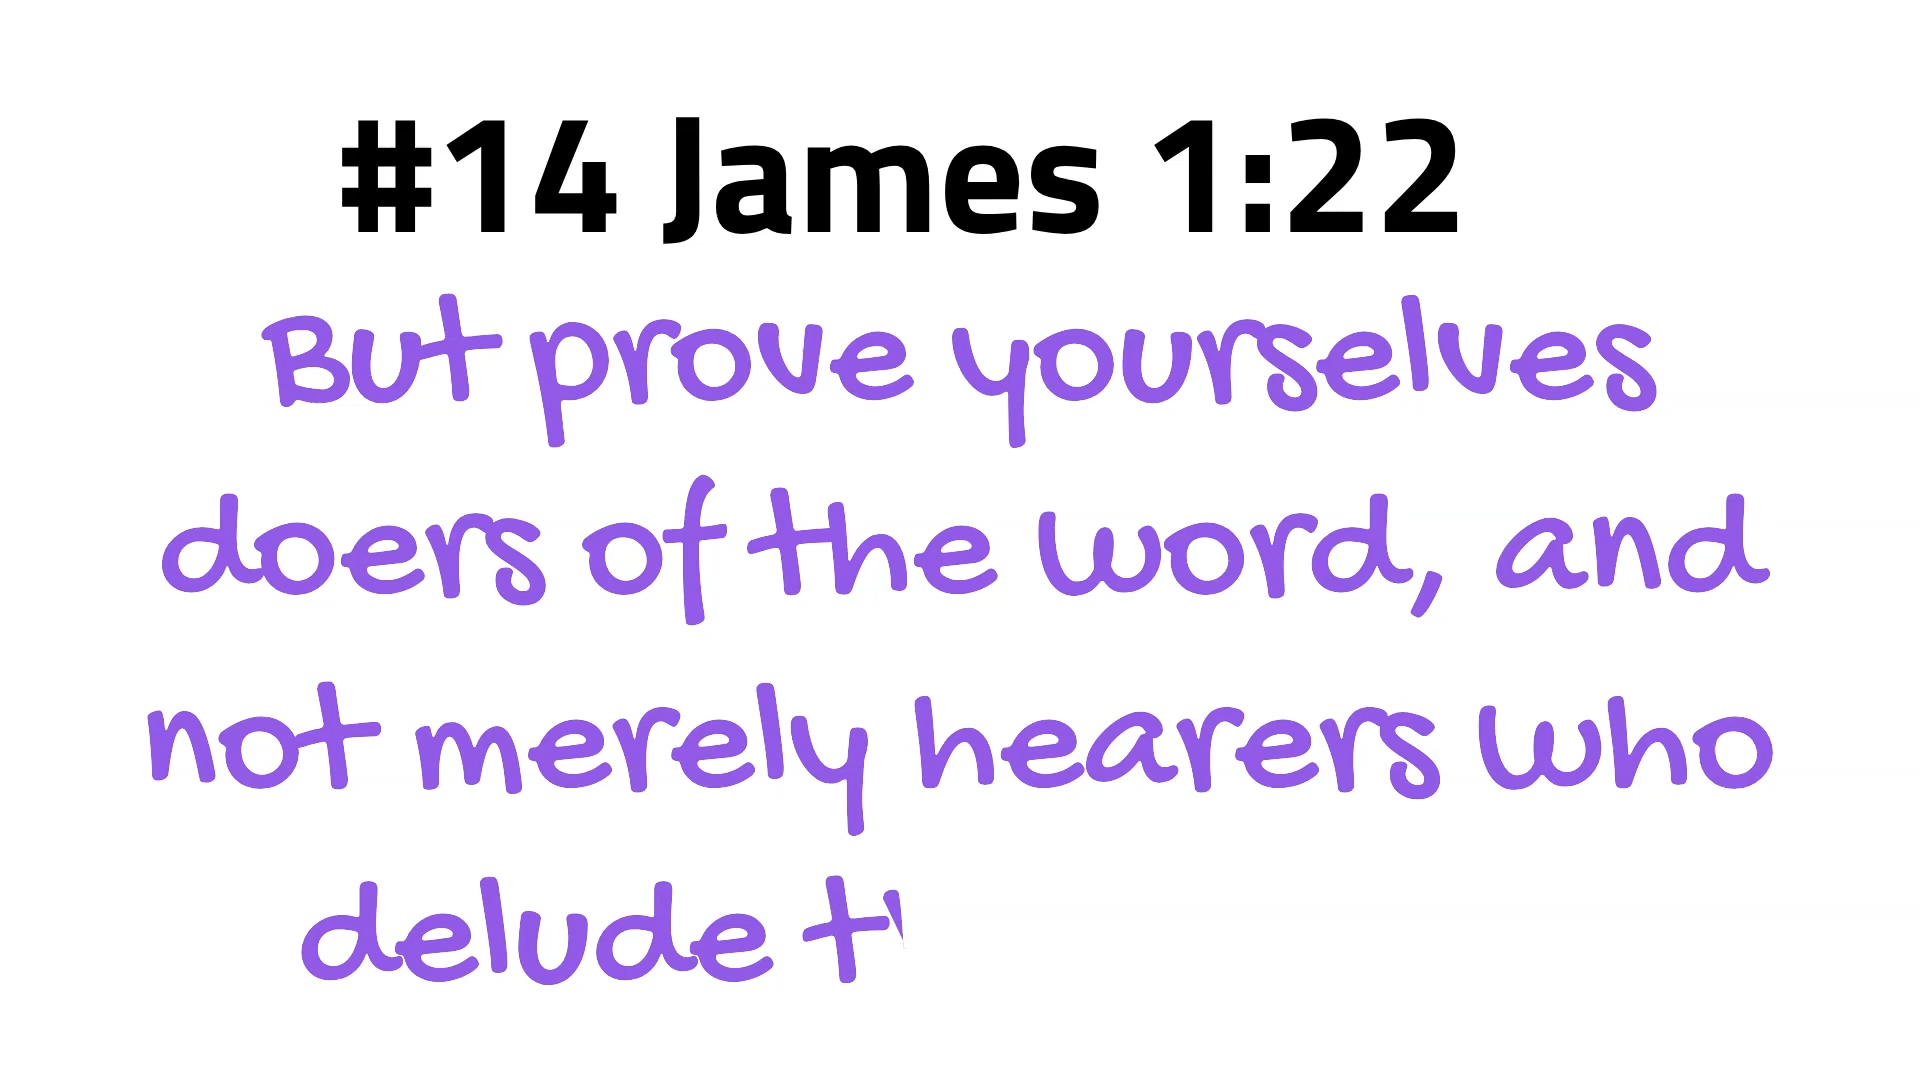 #14 James 1:22
But prove yourselves
doers of the word, and
not merely hearers who
delude